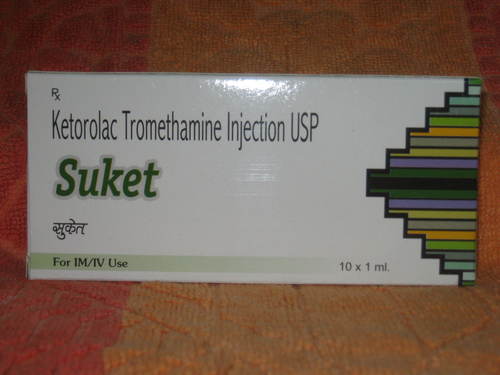 Rx
Ketorolac Tromethamine Injection USP
Suket
सुकेत
For IM/IV Use
10 x 1 ml.